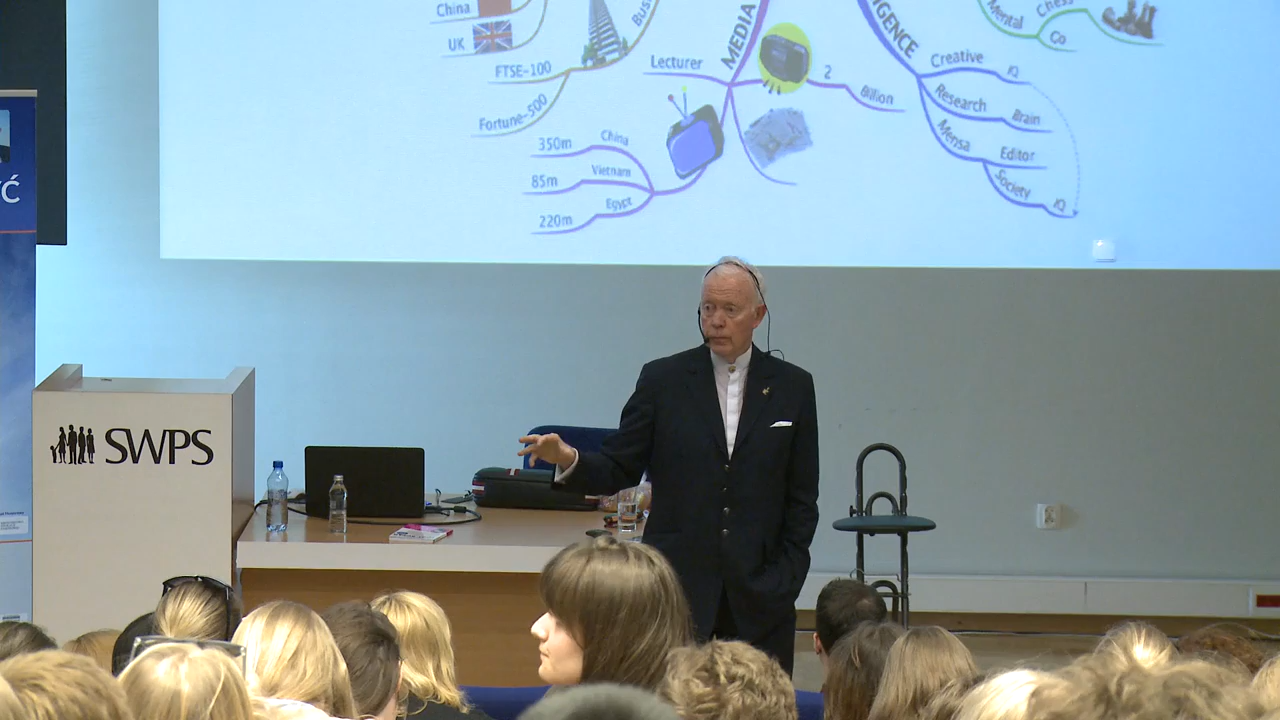 China
UK
FTSE-100
Fortune-500
350m China
85m Vietnam
220m Egypt
Lecturer
MEDIA
2
Billion
Creative IQ
Research Brain
Mensa Editor
Society IQ
Mental
Chess
Go
SWPS